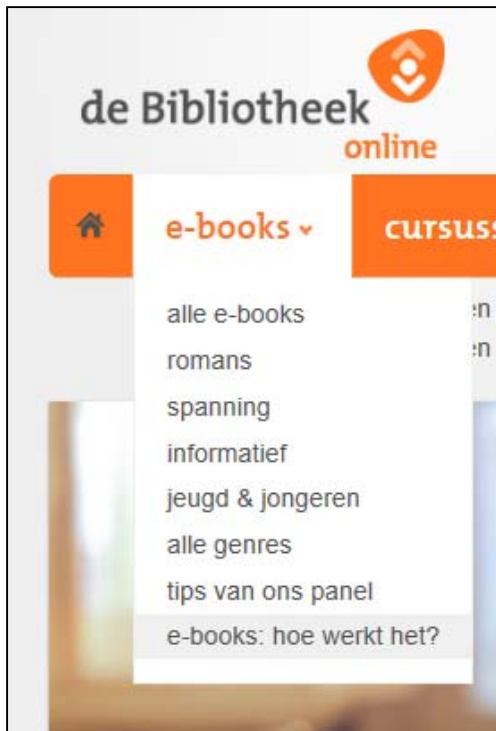 de Bibliotheek
online
e-books
alle e-books
romans
spanning
informatief
jeugd & jongeren
alle genres
tips van ons panel
e-books: hoe werkt het?